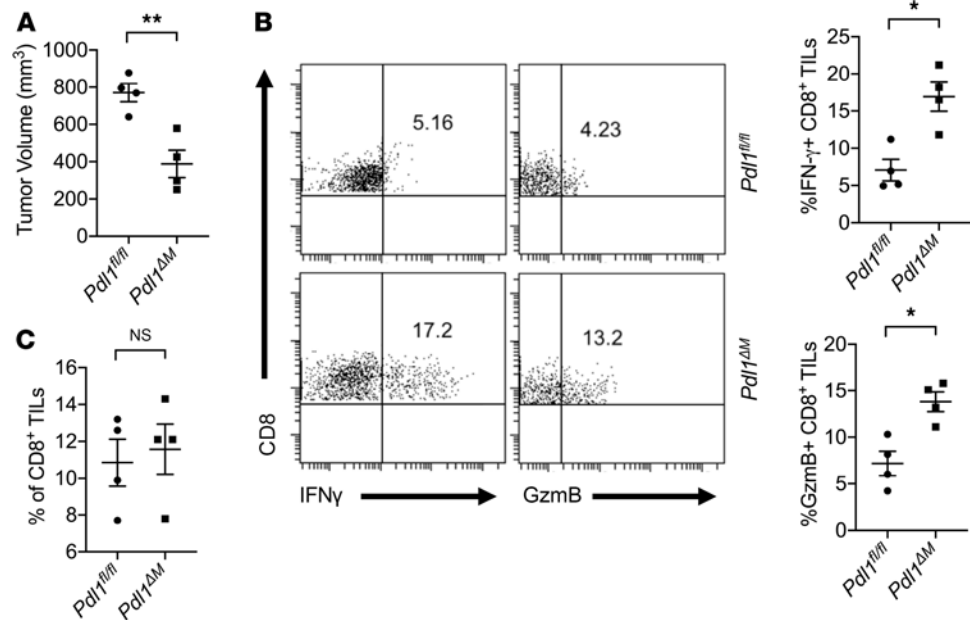 A
**
Tumor Volume (mm³)
1000
800
600
400
200
0
Pdl1fl/fl
Pdl1ΔM
B
5.16
4.23
Pdl1fl/fl
17.2
13.2
Pdl1ΔM
CD8
IFNγ
GzmB
*
%IFN-γ+ CD8⁺ TILs
25
20
15
10
5
0
Pdl1fl/fl
Pdl1ΔM
*
%GzmB+ CD8⁺ TILs
20
15
10
5
0
Pdl1fl/fl
Pdl1ΔM
C
NS
% of CD8⁺ TILs
16
14
12
10
8
6
Pdl1fl/fl
Pdl1ΔM